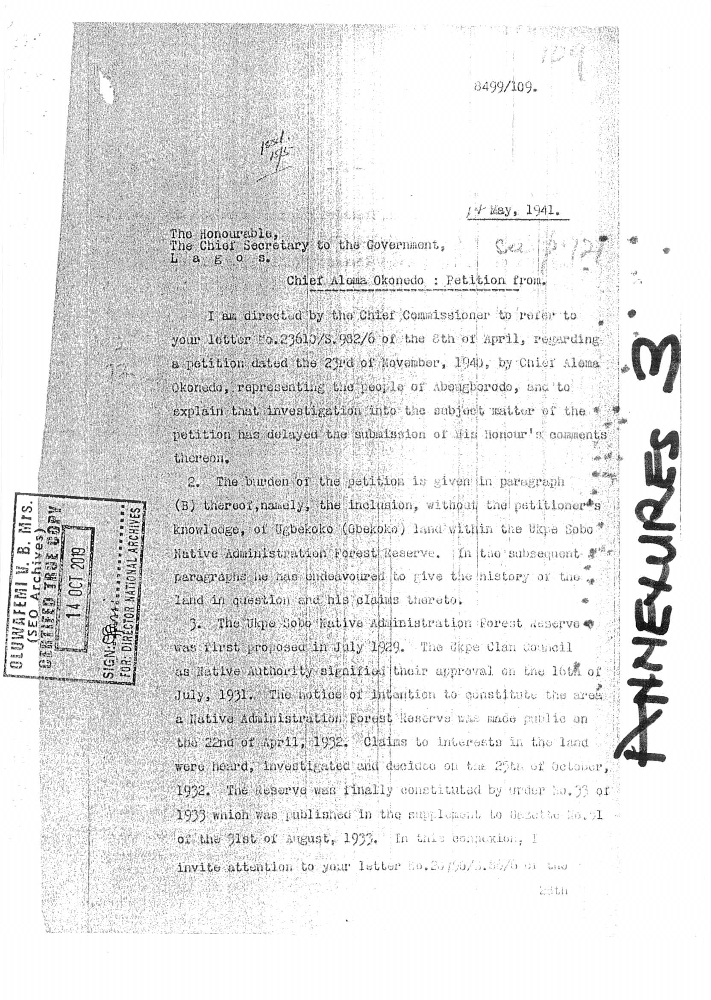 109
8499/109.
issd.
15/5
14 May, 1941.
The Honourable,
The Chief Secretary to the Government,
L a g o s.
See p. 121
Chief Alema Okonedo : Petition from.
I am directed by the Chief Commissioner to refer to
your letter No.23610/S.982/6 of the 8th of April, regarding
a petition dated the 23rd of November, 1940, by Chief Alema
Okonedo, representing the people of Abeugborodo, and to
explain that investigation into the subject matter of the
petition has delayed the submission of His Honour's comments
thereon.
2. The burden of the petition is given in paragraph
(B) thereof,namely, the inclusion, without the petitioner's
knowledge, of Ugbekoko (Gbekoko) land within the Ukpe Sobo
Native Administration Forest Reserve. In the subsequent
paragraphs he has endeavoured to give the history of the
land in question and his claims thereto.
3. The Ukpe Sobo Native Administration Forest Reserve
was first proposed in July 1929. The Ukpe Clan Council
as Native Authority signified their approval on the 16th of
July, 1931. The notice of intention to constitute the area
a Native Administration Forest Reserve was made public on
the 22nd of April, 1932. Claims to interests in the land
were heard, investigated and decided on the 25th of October,
1932. The Reserve was finally constituted by Order No.33 of
1933 which was published in the supplement to Gazette No.51
of the 31st of August, 1933. In this connexion, I
invite attention to your letter of the
28th
OLUWAFEMI V. B. Mrs.
(SEO Archives)
CERTIFIED TRUE COPY
14 OCT 2019
SIGN:
FOR: DIRECTOR NATIONAL ARCHIVES
ANNEXURES 3